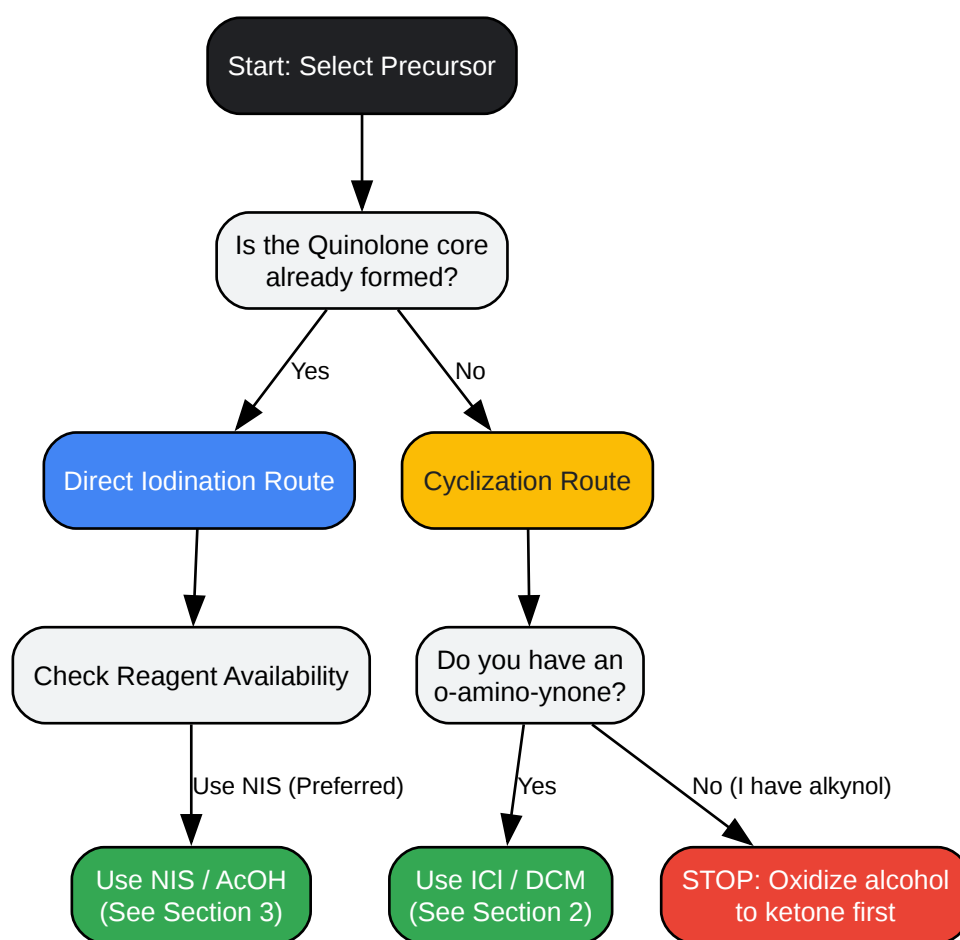 Start: Select Precursor
Is the Quinolone core
already formed?
Yes
No
Direct Iodination Route
Cyclization Route
Check Reagent Availability
Do you have an
o-amino-ynone?
Use NIS (Preferred)
Yes
No (I have alkynol)
Use NIS / AcOH
(See Section 3)
Use ICl / DCM
(See Section 2)
STOP: Oxidize alcohol
to ketone first